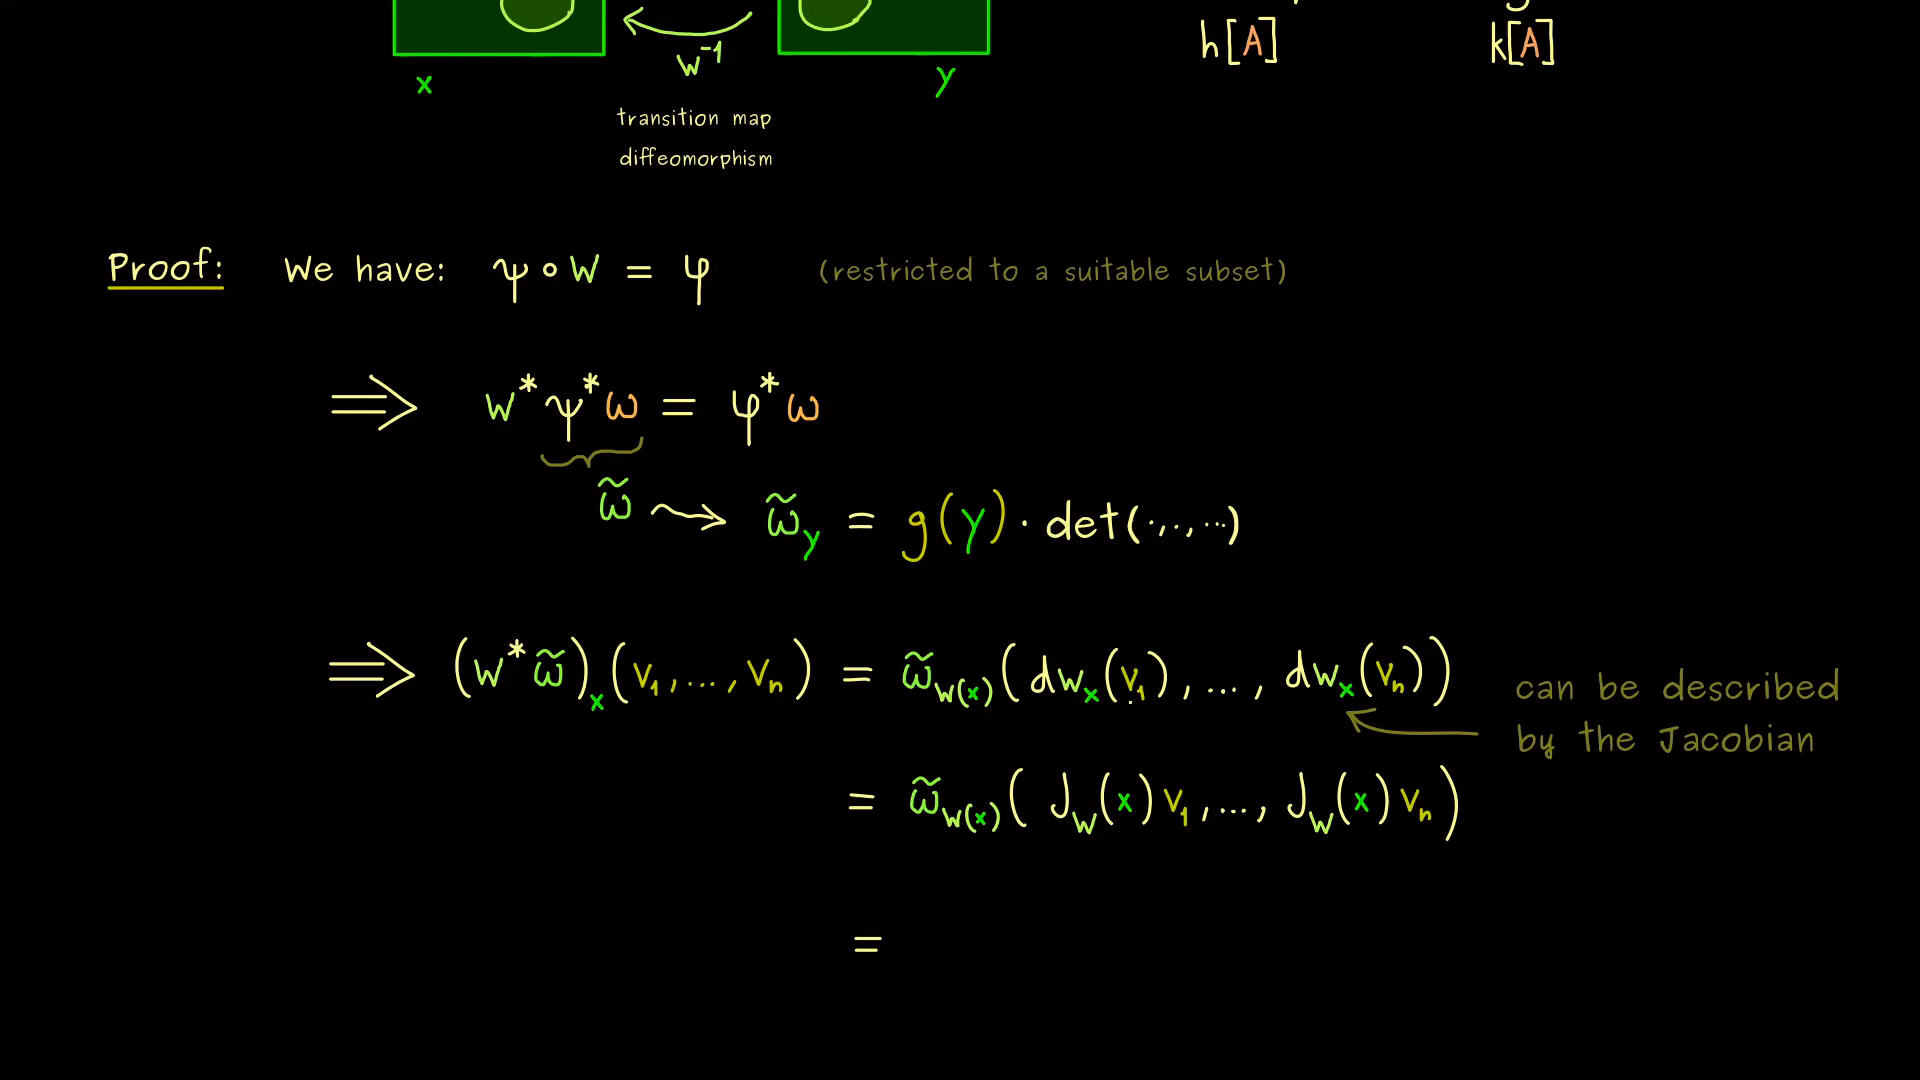 w⁻¹
h[A] k[A]
x y
transition map
diffeomorphism
Proof: We have: ψ ∘ w = φ (restricted to a suitable subset)
⟹ w*ψ*ω = φ*ω
ω̃ ⇝ ω̃_y = g(y) · det(·,·,···)
⟹ (w*ω̃)_x (v₁,...,vₙ) = ω̃_w(x) (dw_x(v₁),..., dw_x(vₙ))
can be described
by the Jacobian
= ω̃_w(x) (J_w(x)v₁,..., J_w(x)vₙ)
=